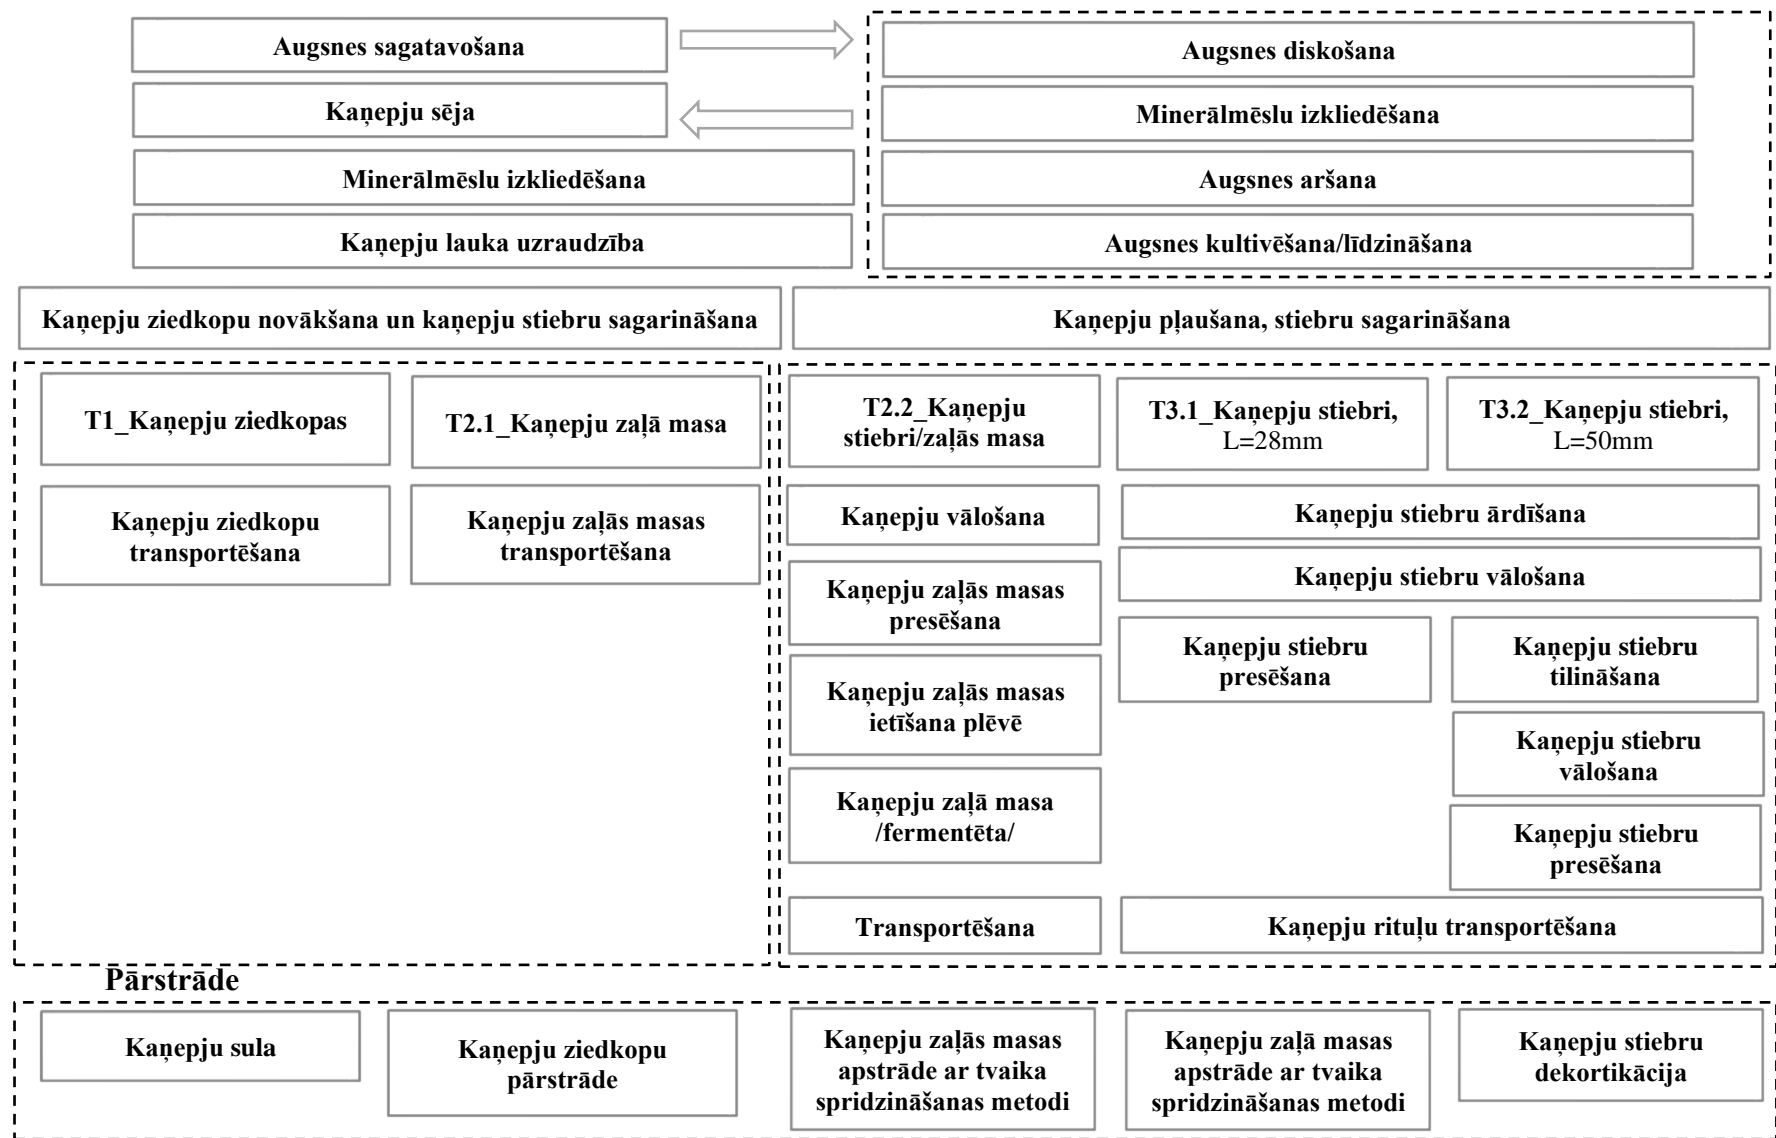 Augsnes sagatavošana
Augsnes diskošana
Kaņepju sēja
Minerālmēslu izkliedēšana
Minerālmēslu izkliedēšana
Augsnes aršana
Kaņepju lauka uzraudzība
Augsnes kultivēšana/līdzināšana
Kaņepju ziedkopu novākšana un kaņepju stiebru sagarināšana
Kaņepju pļaušana, stiebru sagarināšana
T1_Kaņepju ziedkopas
T2.1_Kaņepju zaļā masa
T2.2_Kaņepju
stiebri/zaļās masa
T3.1_Kaņepju stiebri,
L=28mm
T3.2_Kaņepju stiebri,
L=50mm
Kaņepju ziedkopu
transportēšana
Kaņepju zaļās masas
transportēšana
Kaņepju vālošana
Kaņepju stiebru ārdīšana
Kaņepju stiebru vālošana
Kaņepju zaļās masas
presēšana
Kaņepju stiebru
presēšana
Kaņepju stiebru
tilināšana
Kaņepju zaļās masas
ietīšana plēvē
Kaņepju stiebru
vālošana
Kaņepju zaļā masa
/fermentēta/
Kaņepju stiebru
presēšana
Transportēšana
Kaņepju rituļu transportēšana
Pārstrāde
Kaņepju sula
Kaņepju ziedkopu
pārstrāde
Kaņepju zaļās masas
apstrāde ar tvaika
spridzināšanas metodi
Kaņepju zaļā masas
apstrāde ar tvaika
spridzināšanas metodi
Kaņepju stiebru
dekortikācija